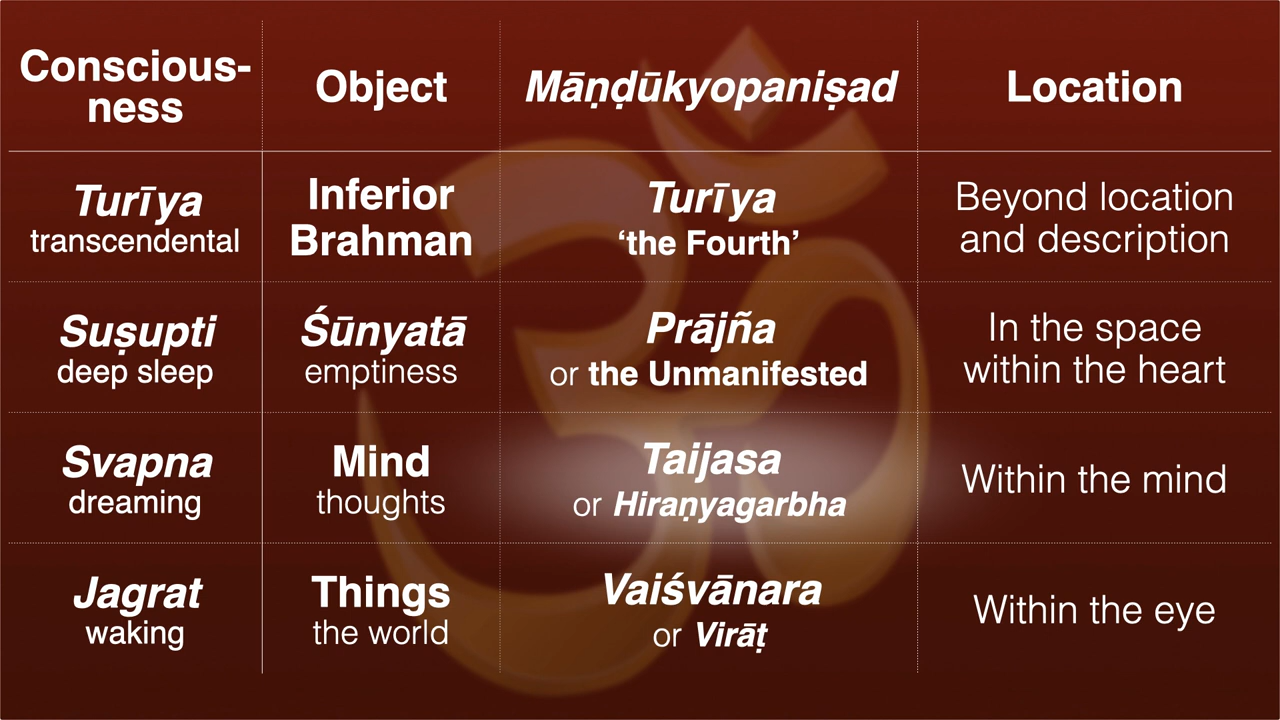 Conscious-
ness
Object
Māṇḍūkyopaniṣad
Location
Turīya
transcendental
Inferior
Brahman
Turīya
‘the Fourth’
Beyond location
and description
Suṣupti
deep sleep
Śūnyatā
emptiness
Prājña
or the Unmanifested
In the space
within the heart
Svapna
dreaming
Mind
thoughts
Taijasa
or Hiraṇyagarbha
Within the mind
Jagrat
waking
Things
the world
Vaiśvānara
or Virāṭ
Within the eye
ॐ